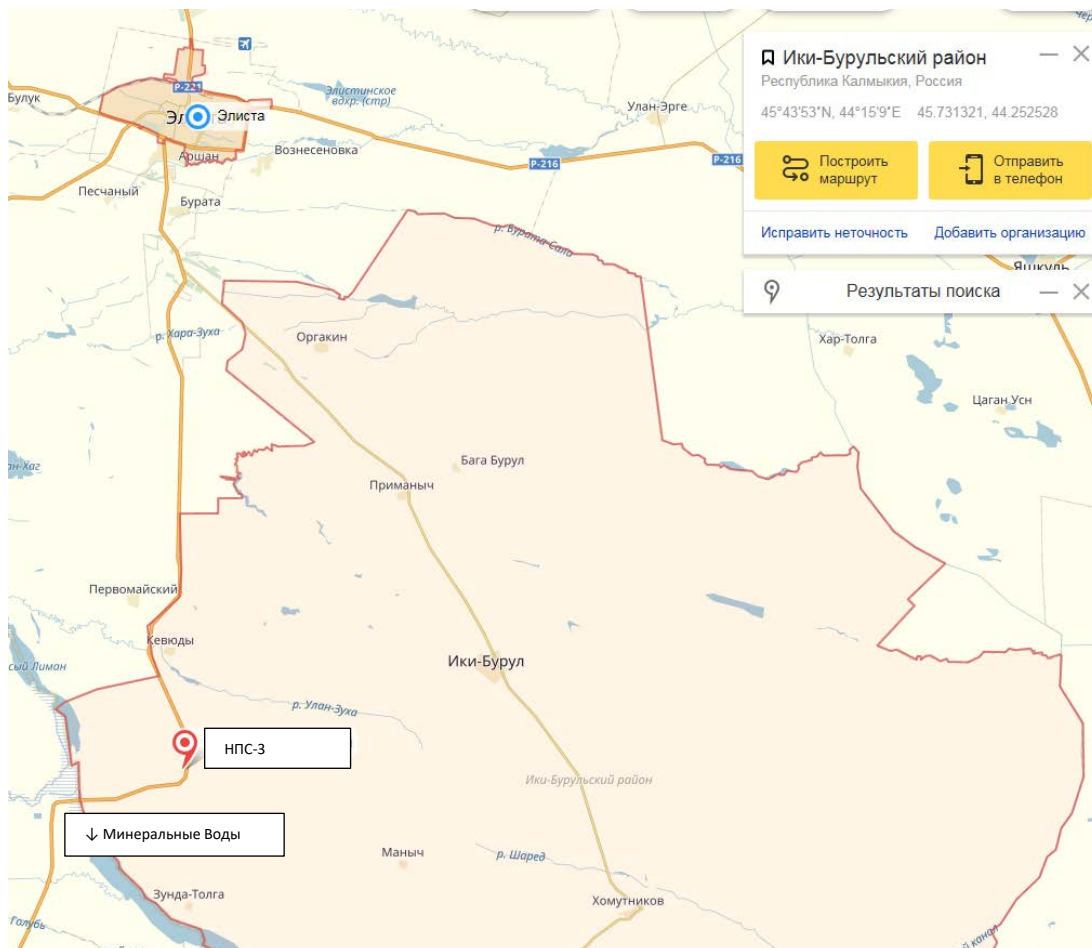 Ики-Бурульский район
Республика Калмыкия, Россия
45°43'53"N, 44°15'9"E 45.731321, 44.252528
Построить
маршрут
Отправить
в телефон
Исправить неточность
Добавить организацию
Яшкуль
Результаты поиска
Р-221
Элистинское
вдхр. (стр)
Булук
Элиста
Улан-Эрге
Аршан
Вознесеновка
Р-216
Р-216
Песчаный
Бурата
р. Бурата-Сала
р. Хара-Зуха
Оргакин
Хар-Толга
Цаган Усн
Бага Бурул
Приманыч
Первомайский
Кевюды
Ики-Бурул
р. Улан-Зуха
НПС-3
Ики-Бурульский район
↓ Минеральные Воды
Маныч
р. Шаред
Зунда-Толга
Хомутников
Голубь